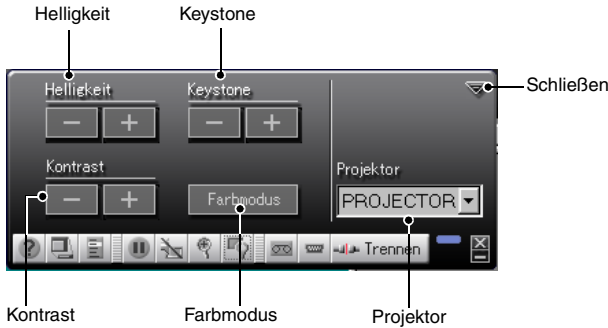 Helligkeit Keystone
Schließen
Helligkeit Keystone
− + − +
Kontrast Projektor
− + Farbmodus PROJECTOR
? Trennen
Kontrast Farbmodus Projektor